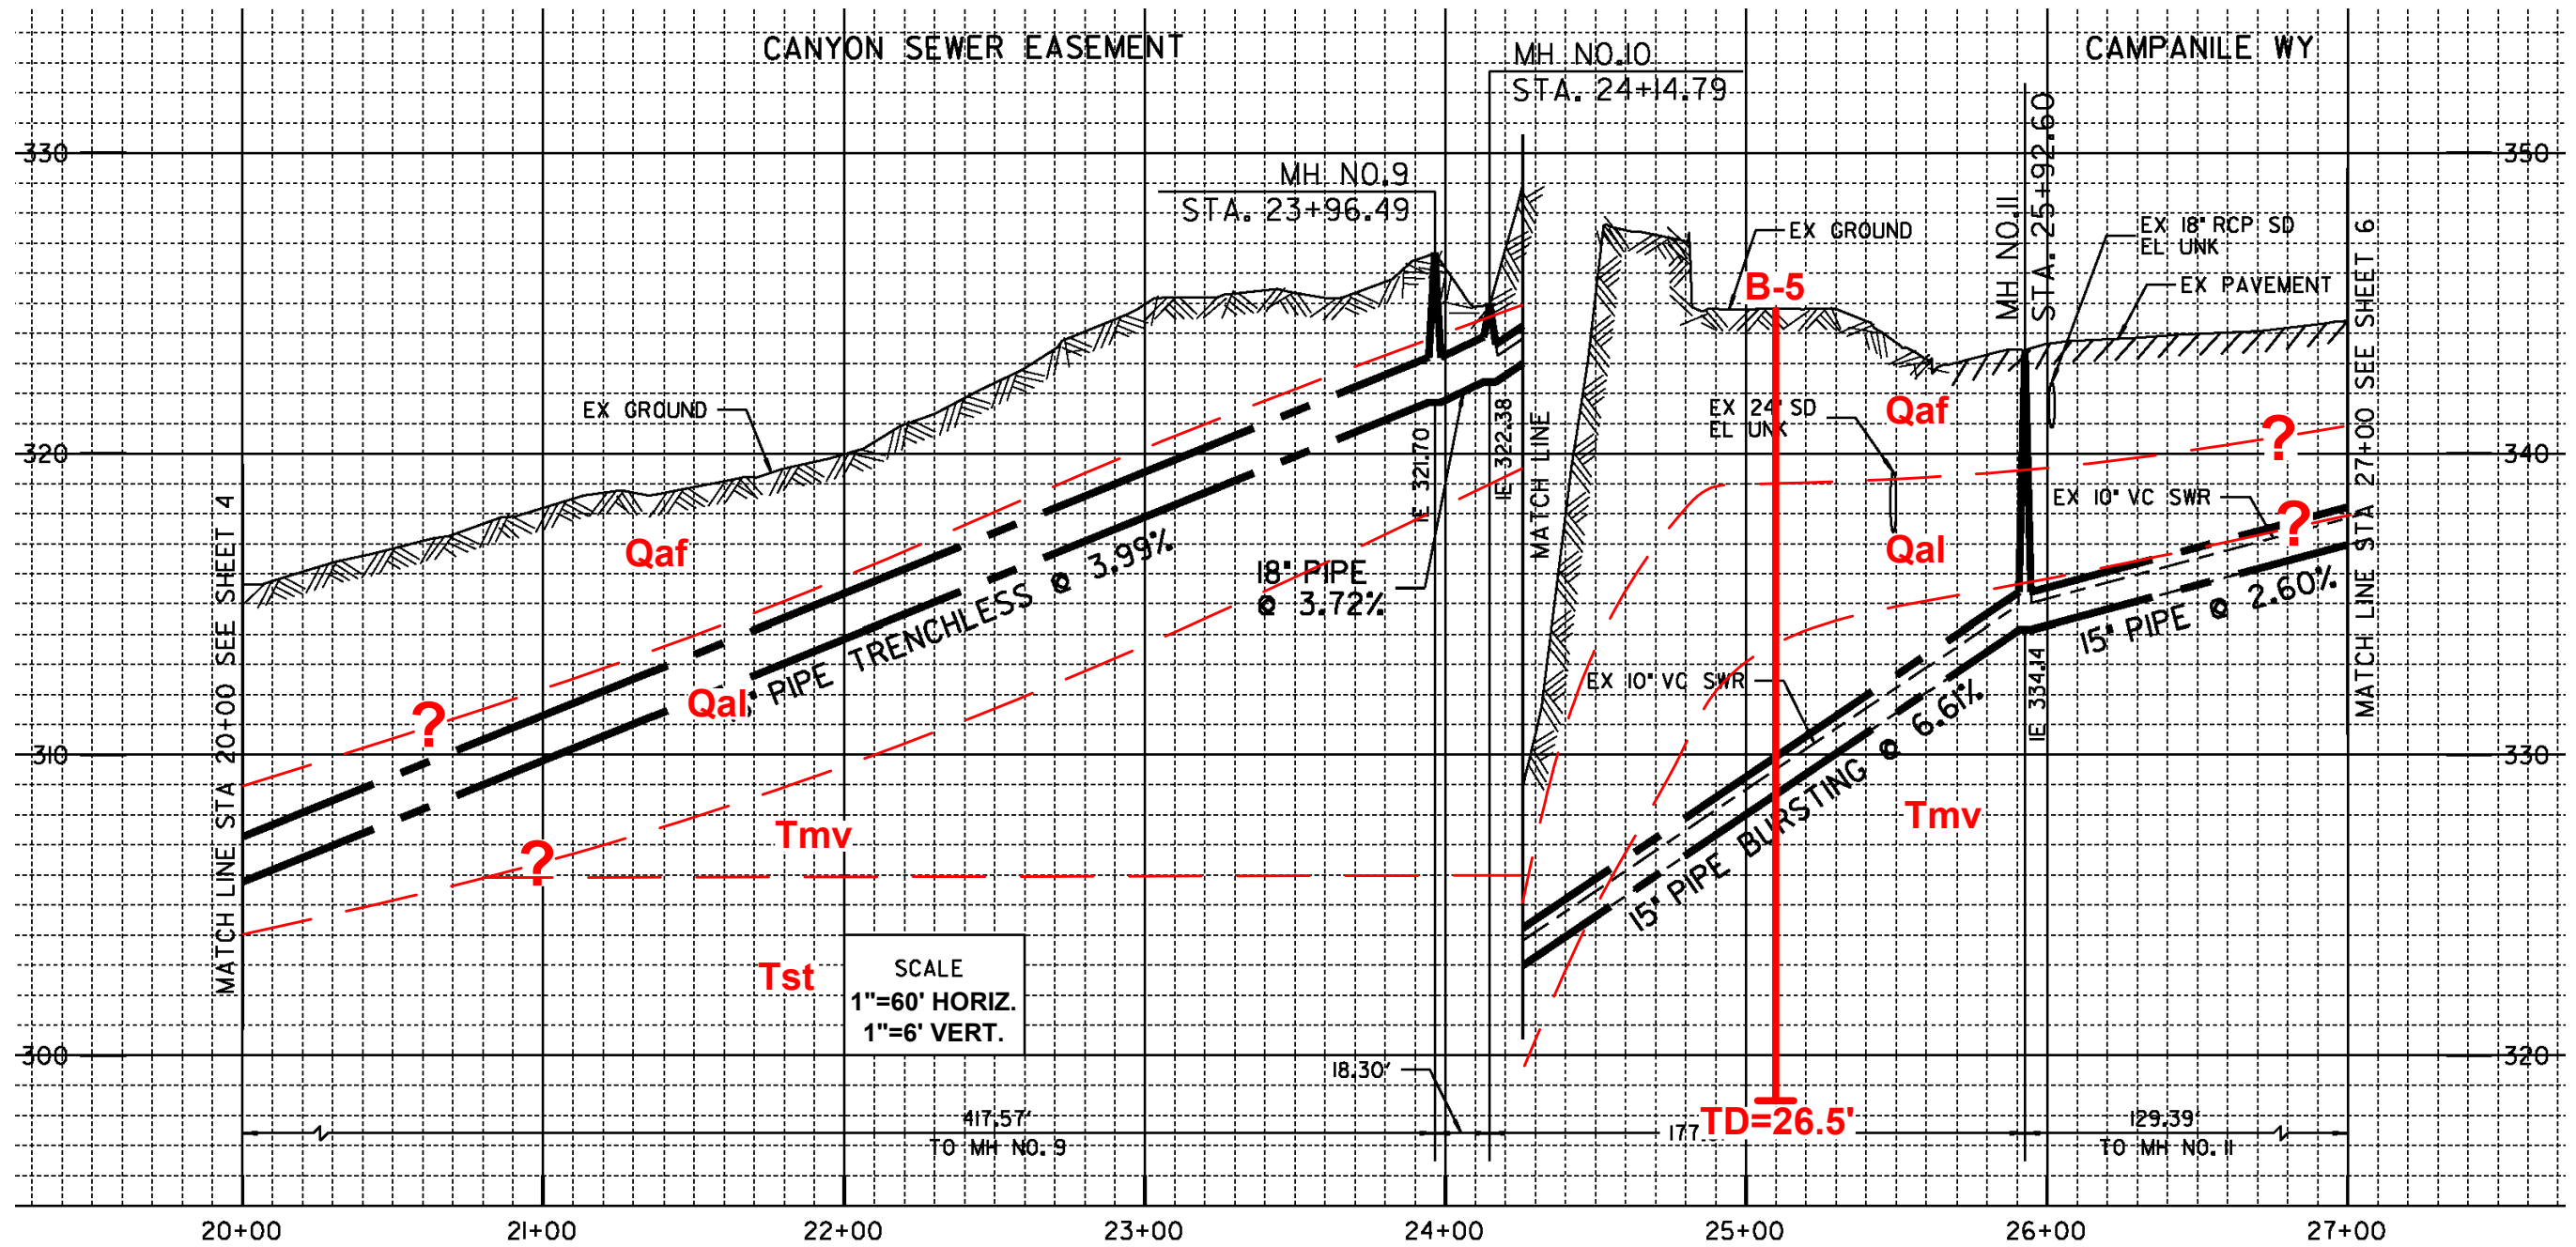 CANYON SEWER EASEMENT
CAMPANILE WY
MH NO.10
STA. 24+14.79
MH NO.9
STA. 23+96.49
MH NO.11
STA. 25+92.60
EX 18" RCP SD
EL UNK
EX PAVEMENT
EX GROUND
B-5
330
350
EX GROUND
EX 24" SD
EL UNK
Qaf
?
320
340
IE 321.70
IE 322.38
MATCH LINE
EX 10" VC SWR
?
MATCH LINE STA 27+00 SEE SHEET 6
MATCH LINE STA 20+00 SEE SHEET 4
Qaf
Qal
18" PIPE
@ 3.72%
PIPE TRENCHLESS @ 3.99%
15" PIPE @ 2.60%
Qal
?
EX 10" VC SWR
IE 334.14
310
330
15" PIPE BURSTING @ 6.61%
Tmv
Tmv
?
Tst
SCALE
1"=60' HORIZ.
1"=6' VERT.
300
320
18.30'
417.57'
TO MH NO. 9
177.
TD=26.5'
129.39'
TO MH NO. 11
20+00
21+00
22+00
23+00
24+00
25+00
26+00
27+00